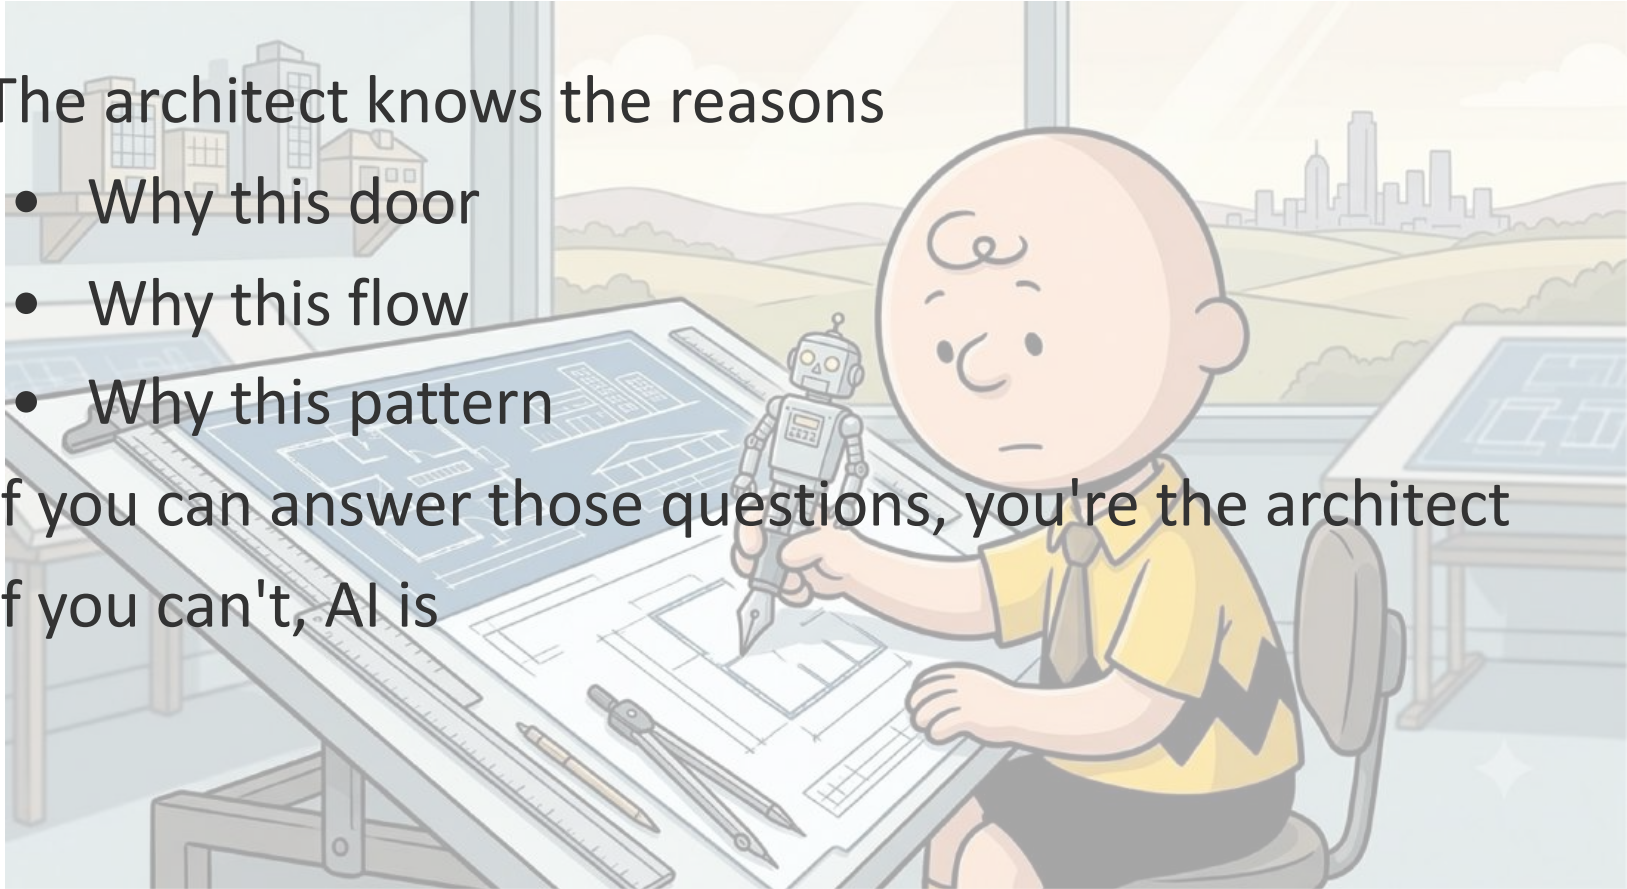 The architect knows the reasons
• Why this door
• Why this flow
• Why this pattern
f you can answer those questions, you're the architect
f you can't, AI is